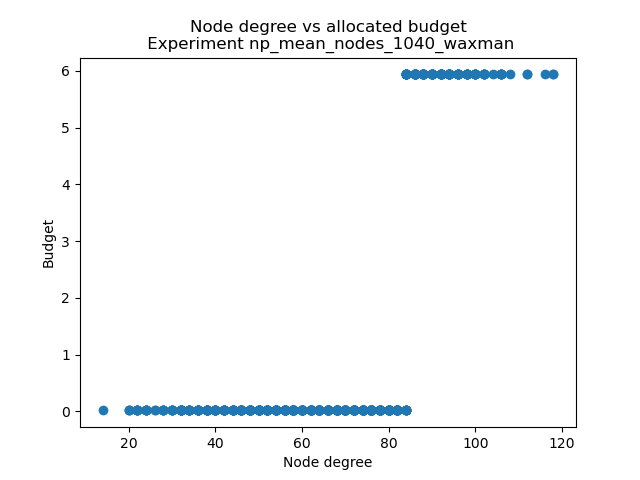 Node degree vs allocated budget
Experiment np_mean_nodes_1040_waxman
6
5
4
3
2
1
0
Budget
20 40 60 80 100 120
Node degree